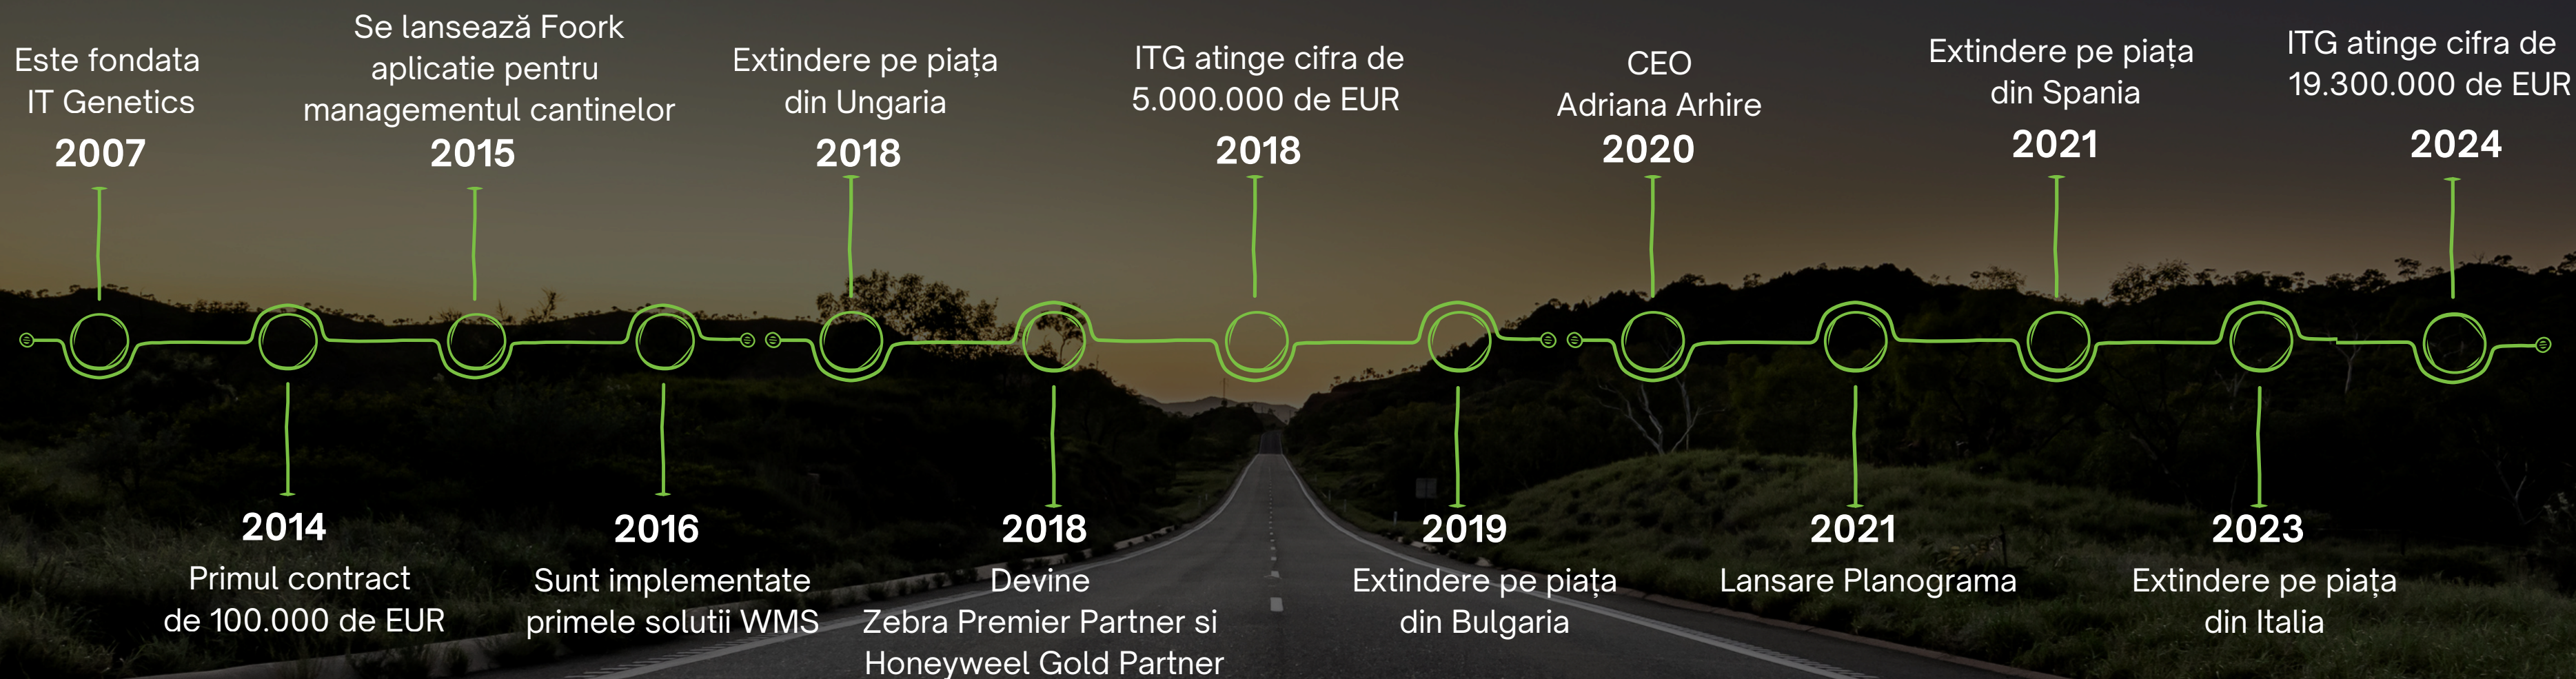 Este fondata
IT Genetics
2007
2014
Primul contract
de 100.000 de EUR
Se lansează Foork
aplicatie pentru
managementul cantinelor
2015
2016
Sunt implementate
primele solutii WMS
Extindere pe piața
din Ungaria
2018
2018
Devine
Zebra Premier Partner si
Honeyweel Gold Partner
ITG atinge cifra de
5.000.000 de EUR
2018
2019
Extindere pe piața
din Bulgaria
CEO
Adriana Arhire
2020
2021
Lansare Planograma
Extindere pe piața
din Spania
2021
2023
Extindere pe piața
din Italia
ITG atinge cifra de
19.300.000 de EUR
2024